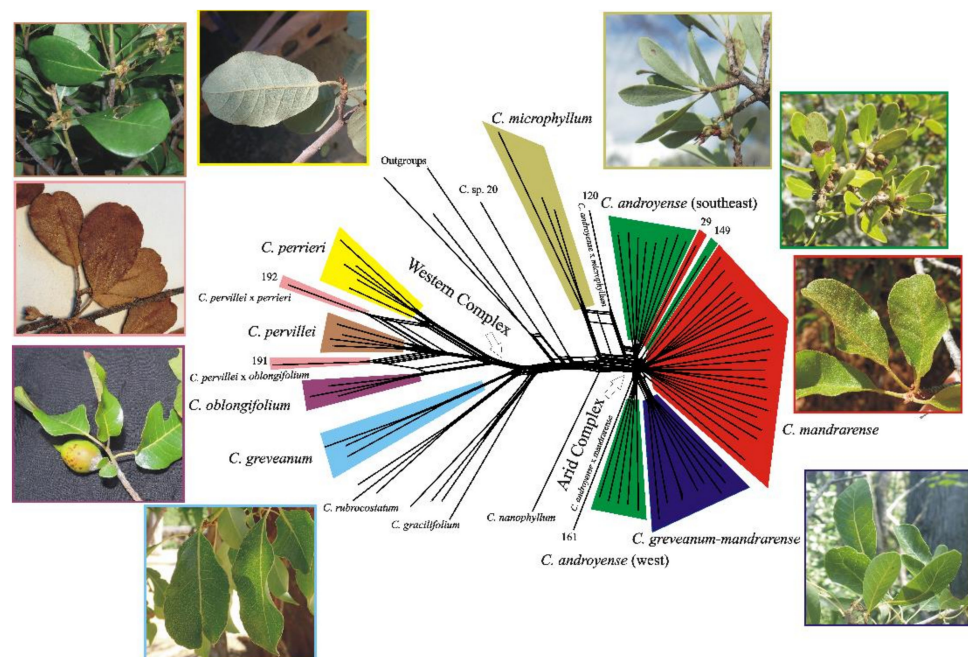 C. microphyllum
Outgroups
C. sp. 20
120
C. androyense x microphyllum
C. androyense (southeast)
29
149
C. perrieri
Western Complex
192
C. pervillei x perrieri
C. pervillei
191
C. pervillei x oblongifolium
C. oblongifolium
C. greveanum
C. rubrocostatum
C. gracilifolium
C. nanophyllum
Arid Complex
C. androyense x mandrarense
161
C. androyense (west)
C. greveanum-mandrarense
C. mandrarense